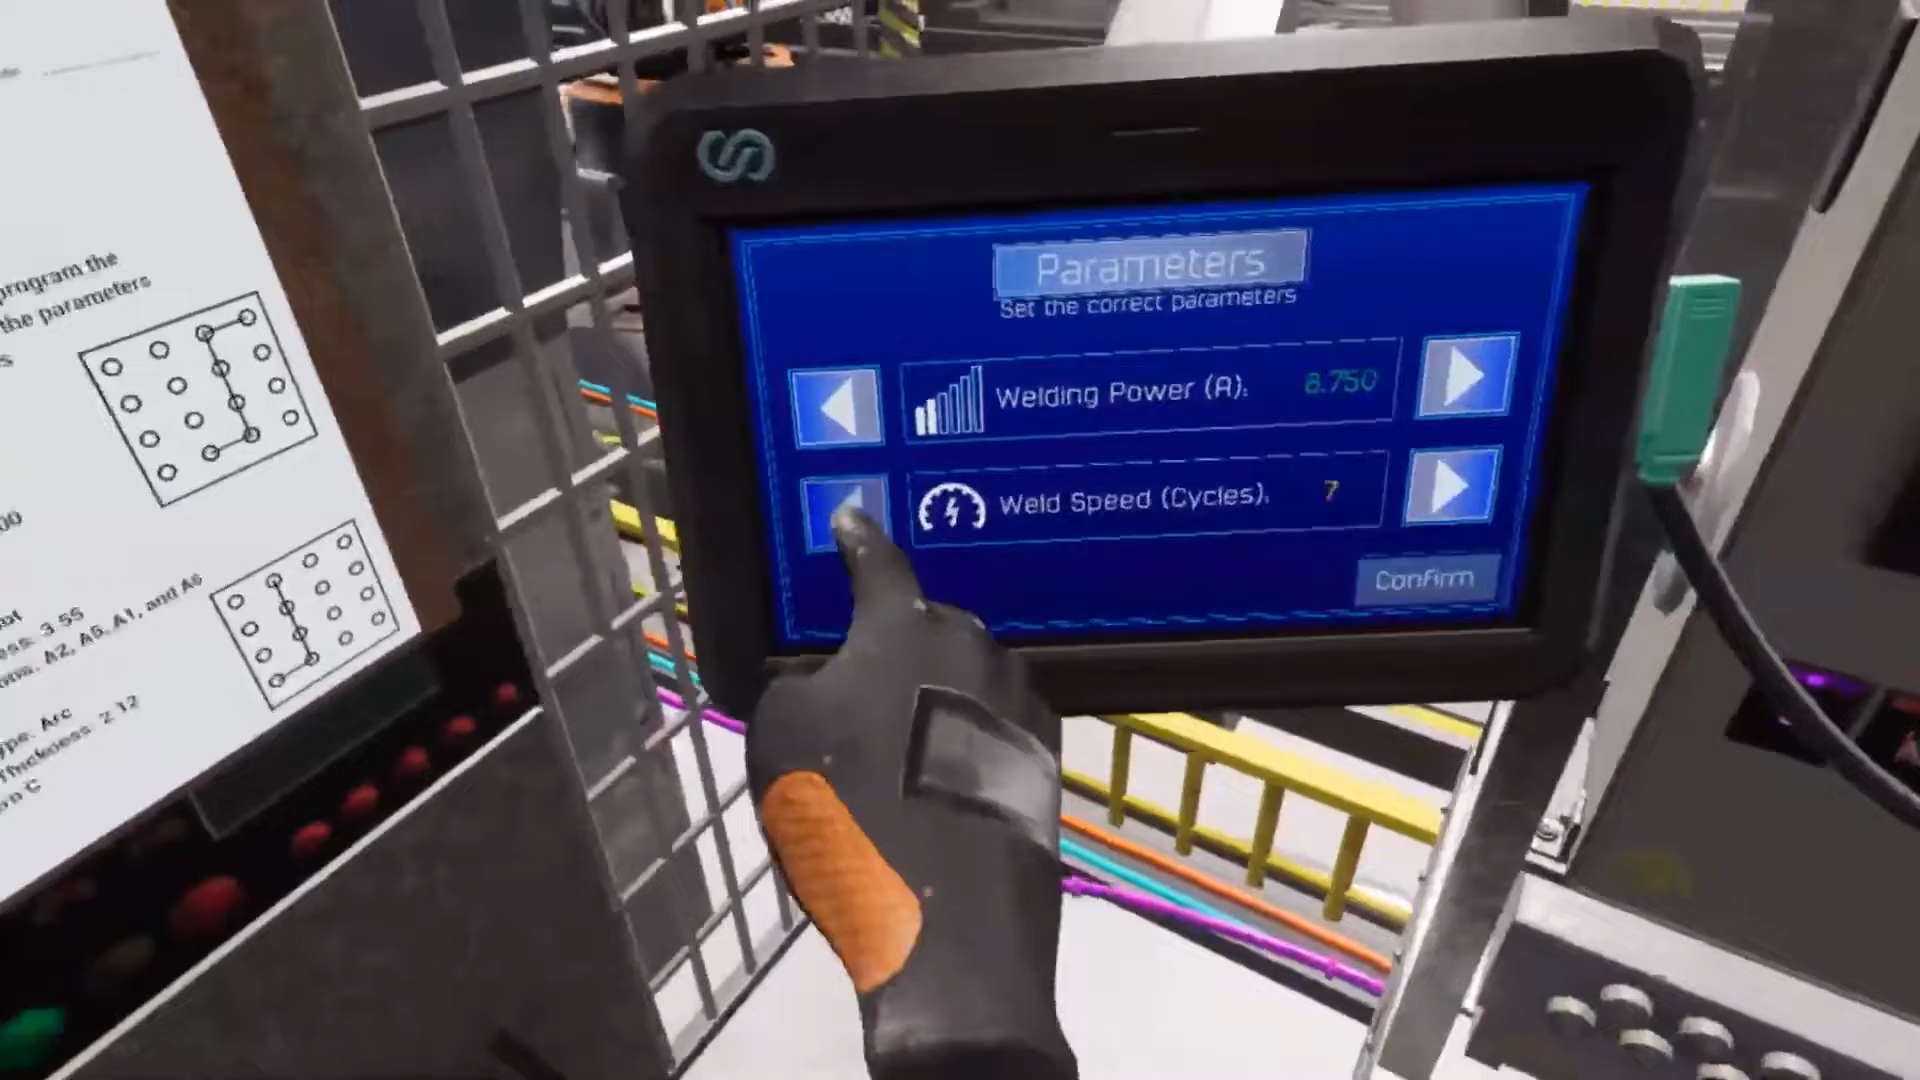 program the
the parameters
3.55
A2, A5, A1, and A6
Arc
Thickness: 2.12
C
Parameters
Set the correct parameters
Welding Power (A): 8.750
Weld Speed (Cycles): 7
Confirm